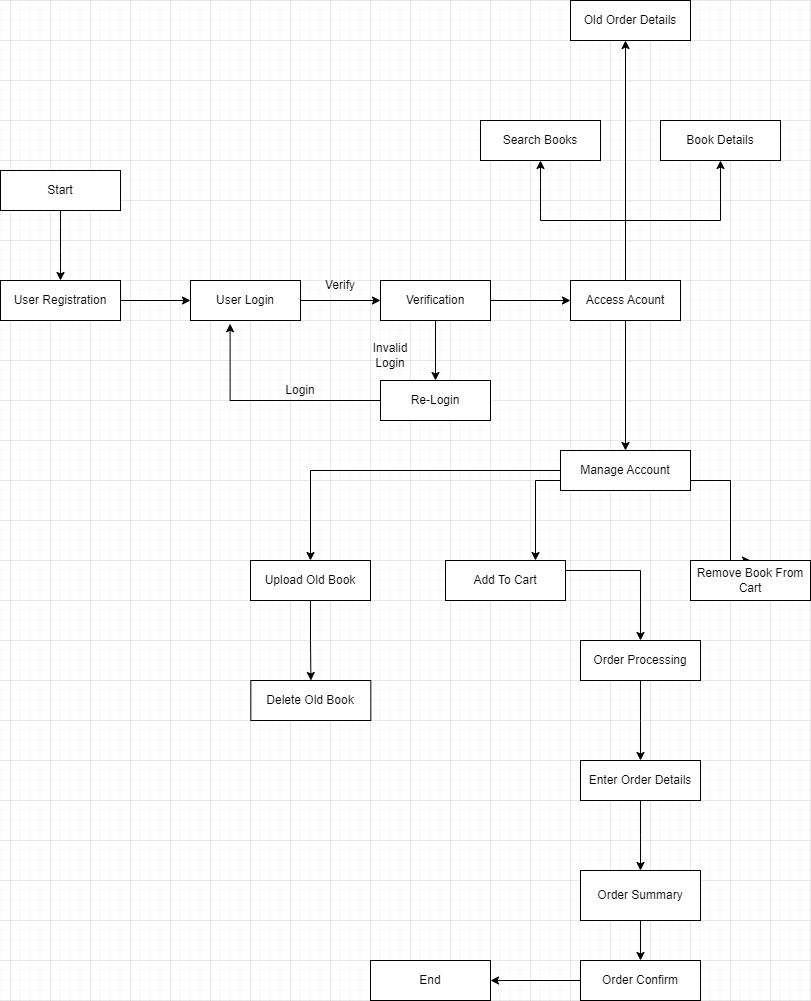 Old Order Details
Search Books
Book Details
Start
User Registration
User Login
Verify
Verification
Access Acount
Invalid
Login
Login
Re-Login
Manage Account
Upload Old Book
Add To Cart
Remove Book From
Cart
Order Processing
Delete Old Book
Enter Order Details
Order Summary
End
Order Confirm